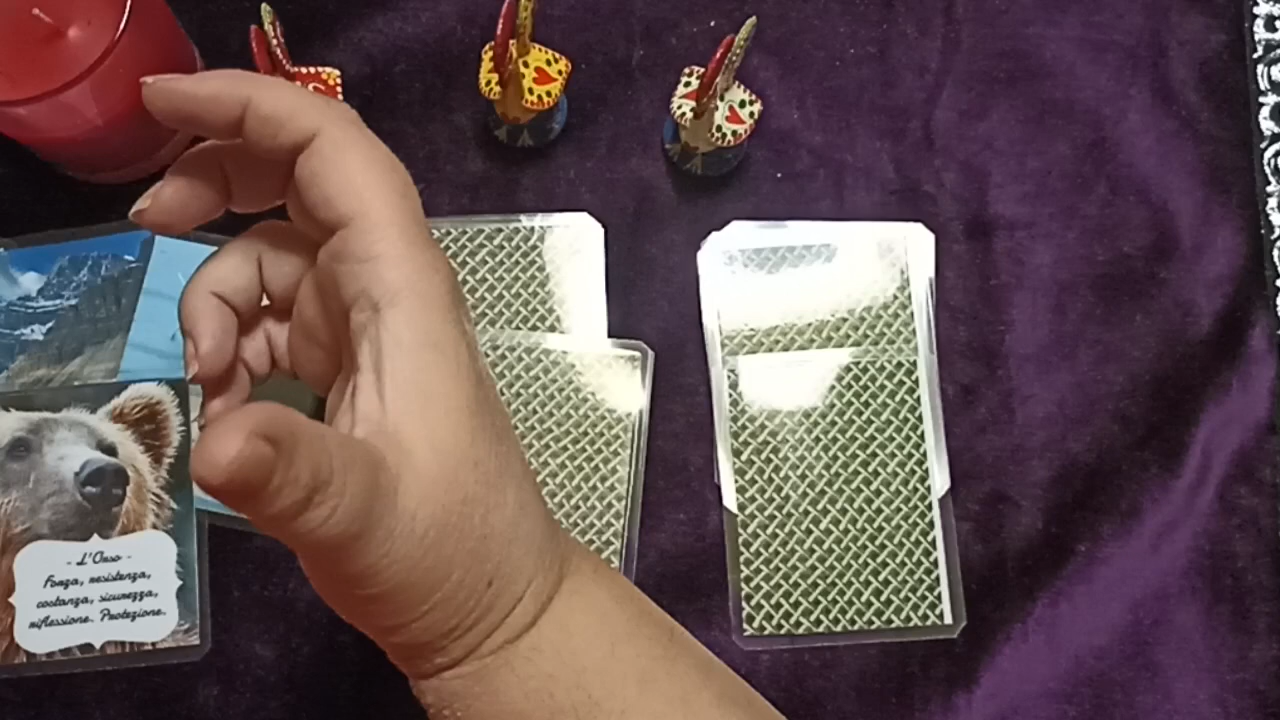 - L'Orso -
Forza, resistenza,
costanza, sicurezza,
riflessione. Protezione.